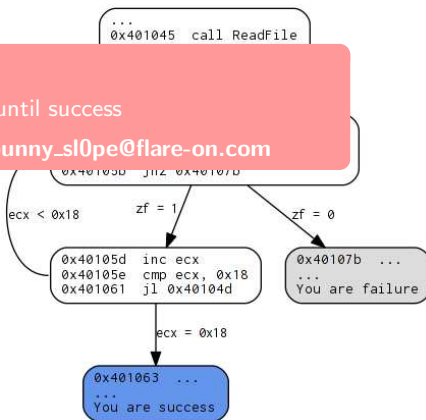 ...
0x401045 call ReadFile
until success
unny_sl0pe@flare-on.com
0x40105b jnz 0x40107b
ecx < 0x18
zf = 1
zf = 0
0x40105d inc ecx
0x40105e cmp ecx, 0x18
0x401061 jl 0x40104d
0x40107b ...
...
You are failure
ecx = 0x18
0x401063 ...
...
You are success